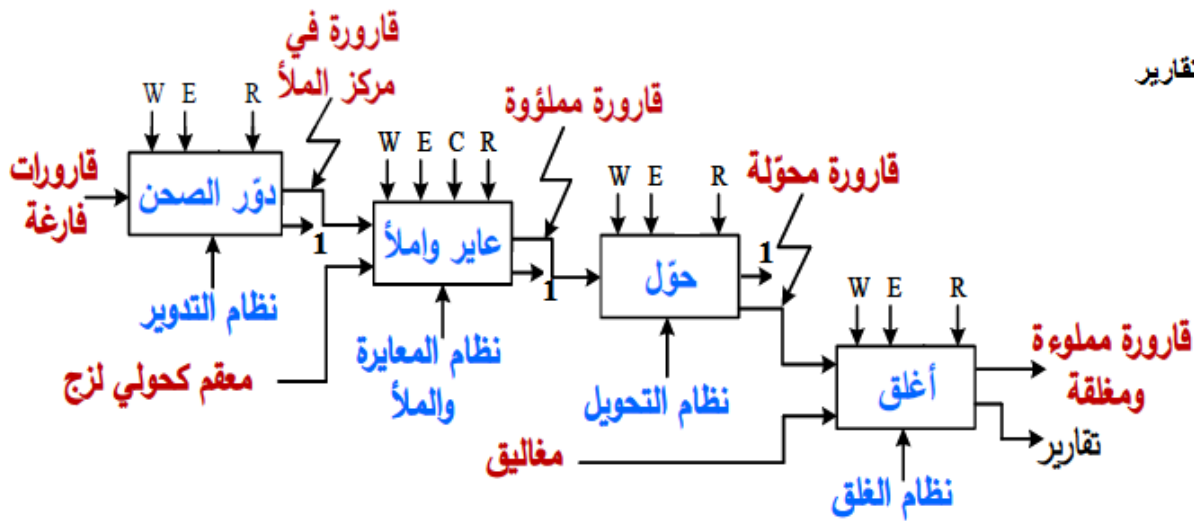 قارورة في
مركز الملأ
تقارير
W E R
قارورة مملؤوة
قارورات
فارغة
دوّر الصحن
1
W E C R
عاير واملأ
1
W E R
قارورة محوّلة
حوّل
1
نظام التدوير
معقم كحولي لزج
نظام المعايرة
والملأ
نظام التحويل
W E R
أغلق
قارورة مملوءة
ومغلقة
تقارير
مغاليق
نظام الغلق